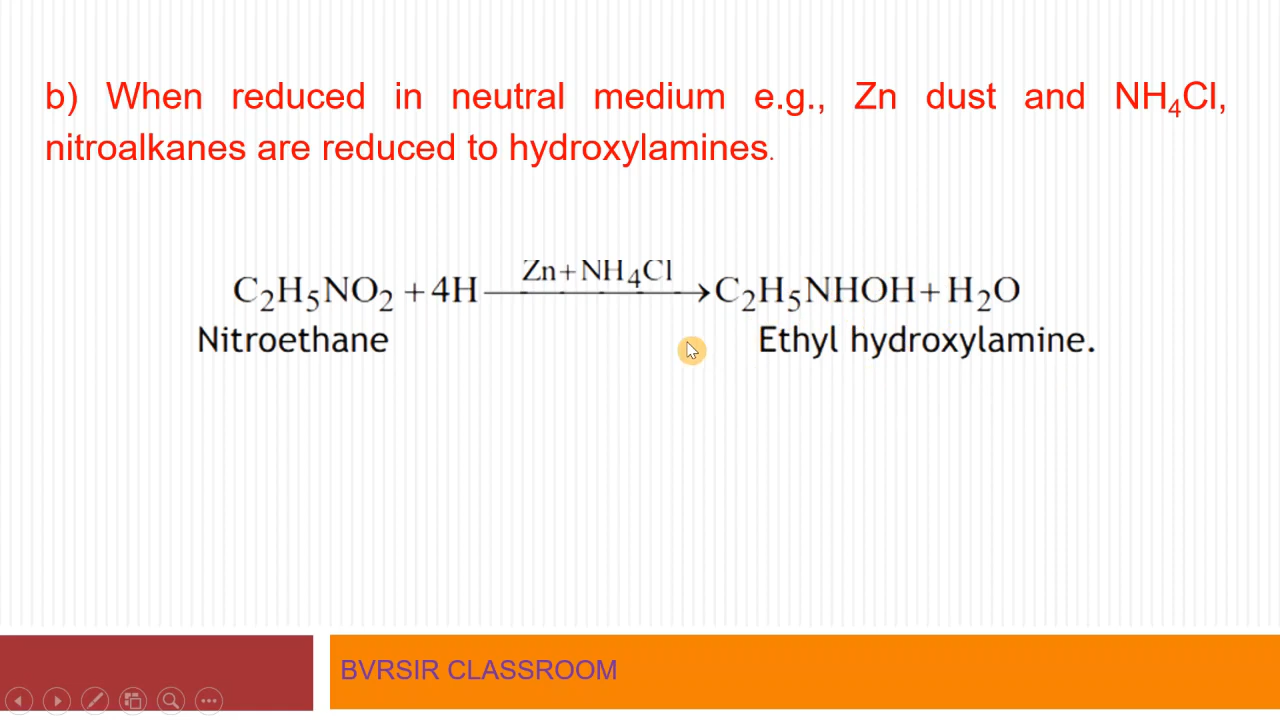 b) When reduced in neutral medium e.g., Zn dust and NH₄Cl,
nitroalkanes are reduced to hydroxylamines.
Zn+NH₄Cl
C₂H₅NO₂ + 4H ⟶ C₂H₅NHOH + H₂O
Nitroethane Ethyl hydroxylamine.
BVRSIR CLASSROOM